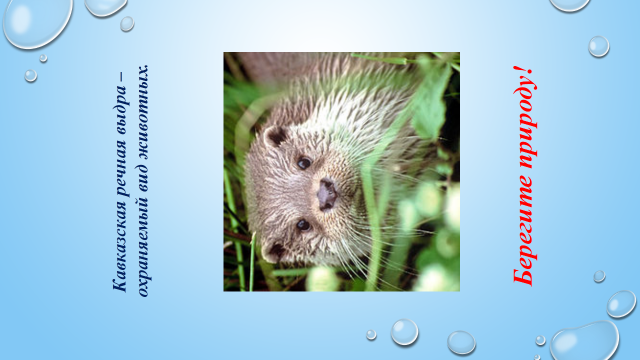 Кавказская речная выдра –
охраняемый вид животных.
Берегите природу!